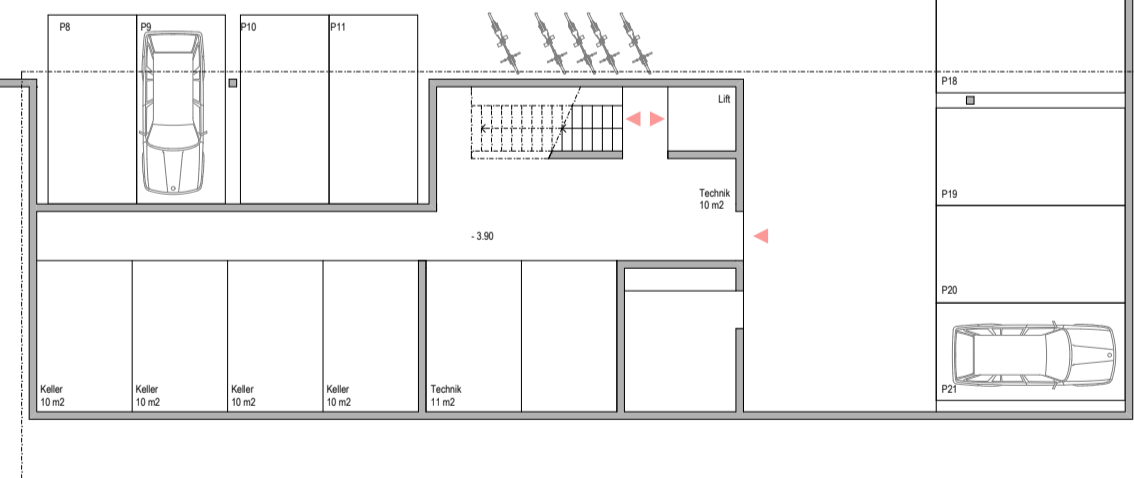 P8
P9
P10
P11
Lift
P18
Technik
10 m2
P19
- 3.90
P20
Keller
10 m2
Keller
10 m2
Keller
10 m2
Keller
10 m2
Technik
11 m2
P21